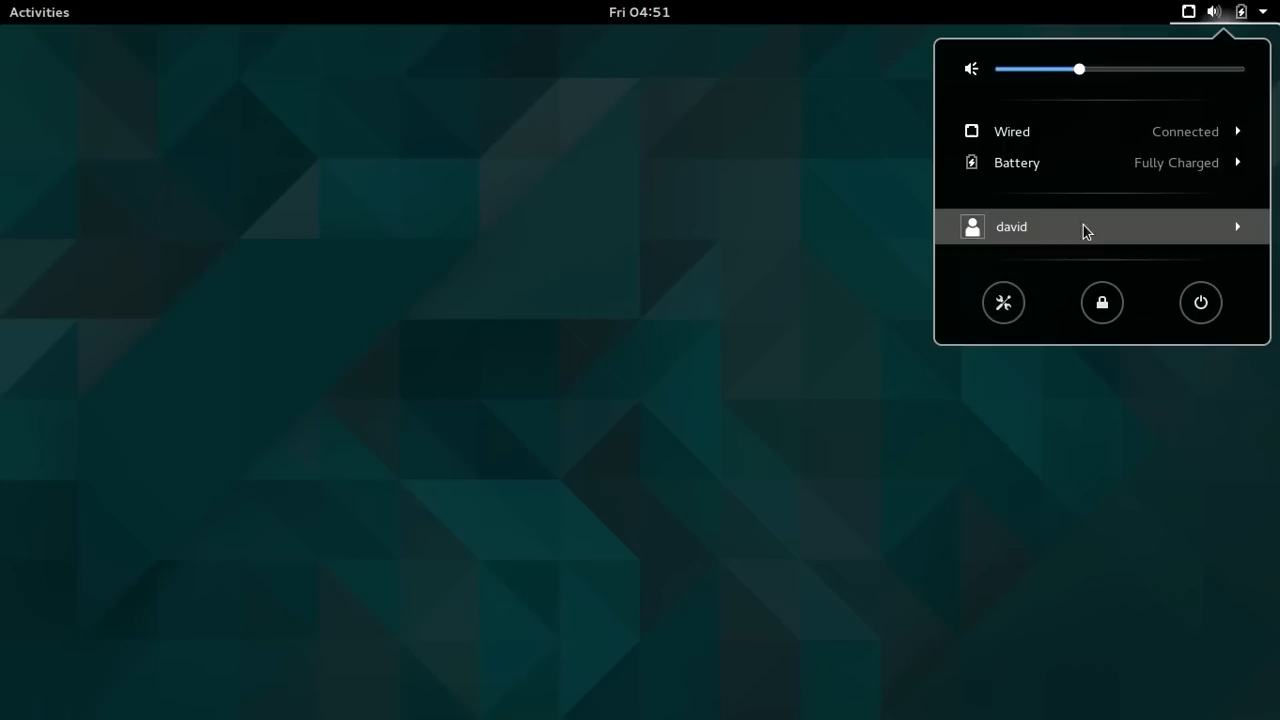 Activities Fri 04:51
Wired Connected
Battery Fully Charged
david